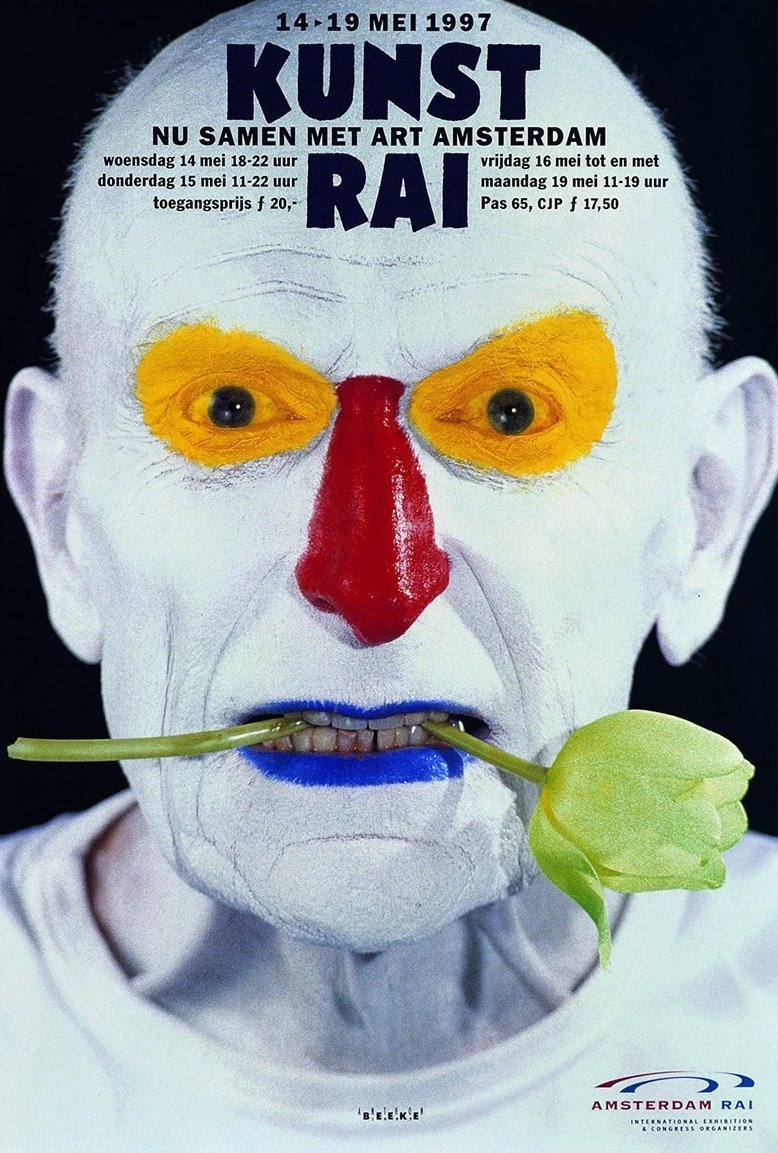 14 ▸ 19 MEI 1997
KUNST
NU SAMEN MET ART AMSTERDAM
woensdag 14 mei 18-22 uur
donderdag 15 mei 11-22 uur
toegangsprijs ƒ 20,-
RAI
vrijdag 16 mei tot en met
maandag 19 mei 11-19 uur
Pas 65, CJP ƒ 17,50
ANTHON
BEEKE
AMSTERDAM RAI
INTERNATIONAL EXHIBITION
& CONGRESS ORGANIZERS